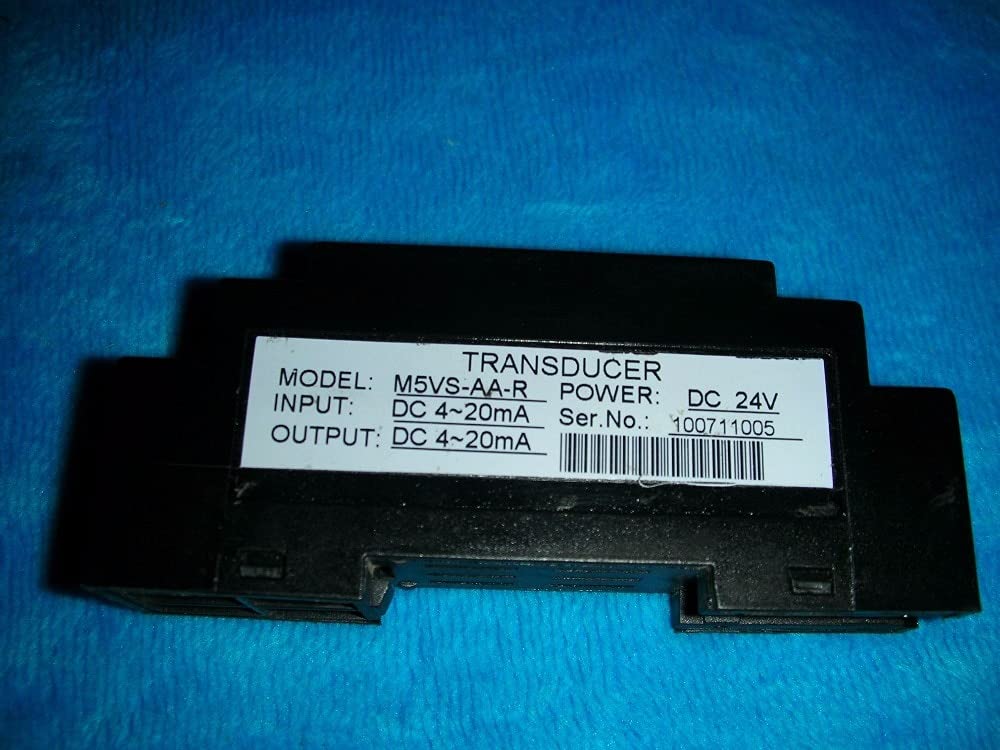 TRANSDUCER
MODEL: M5VS-AA-R POWER: DC 24V
INPUT: DC 4~20mA Ser.No.: 100711005
OUTPUT: DC 4~20mA